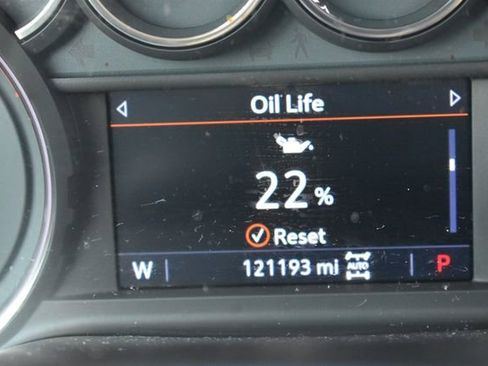 Oil Life
22 %
Reset
W 121193 mi AUTO P